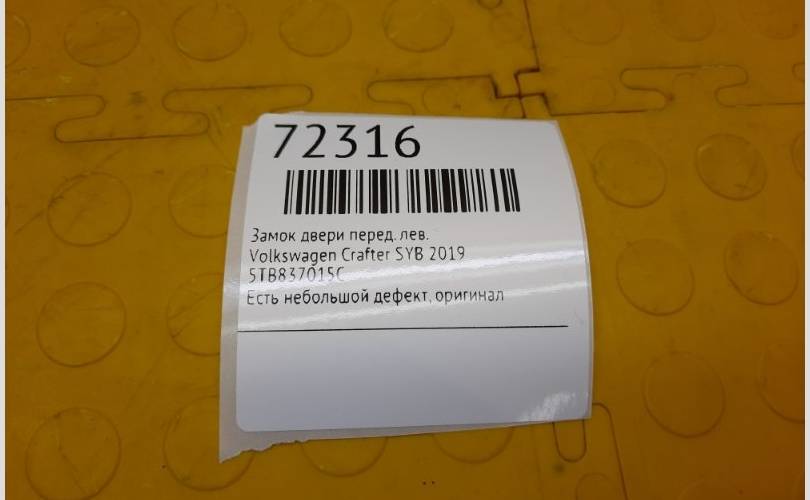 72316
Замок двери перед. лев.
Volkswagen Crafter SYB 2019
5TB837015C
Есть небольшой дефект, оригинал